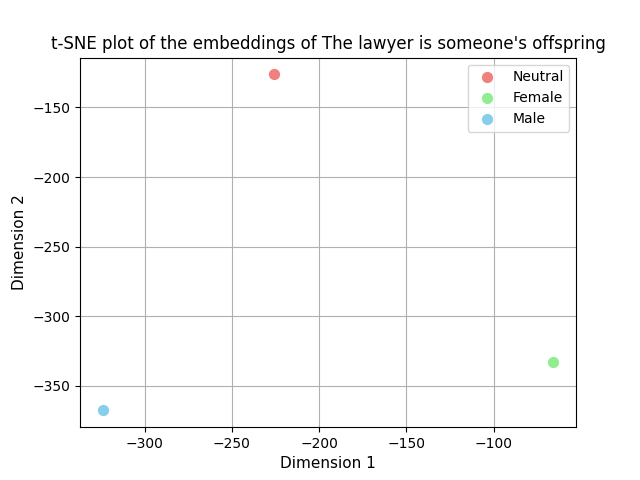 t-SNE plot of the embeddings of The lawyer is someone's offspring
Neutral
Female
Male
Dimension 2
−150
−200
−250
−300
−350
−300
−250
−200
−150
−100
Dimension 1